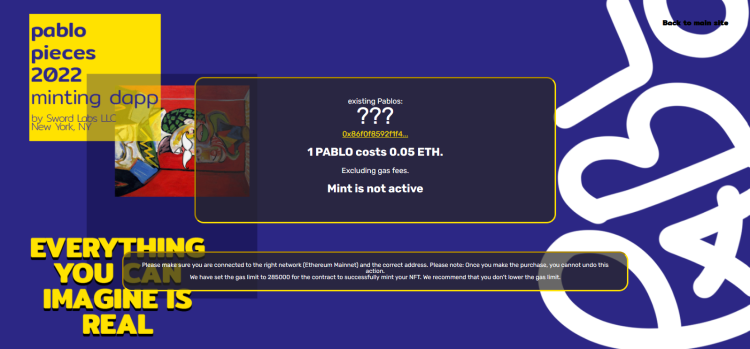 Back to main site
pablo
pieces
2022
minting dapp
by Sword Labs LLC
New York, NY
existing Pablos:
???
0x86f0f8592f1f4...
1 PABLO costs 0.05 ETH.
Excluding gas fees.
Mint is not active
EVERYTHING
YOU CAN
IMAGINE IS
REAL
Please make sure you are connected to the right network (Ethereum Mainnet) and the correct address. Please note: Once you make the purchase, you cannot undo this
action.
We have set the gas limit to 285000 for the contract to successfully mint your NFT. We recommend that you don't lower the gas limit.